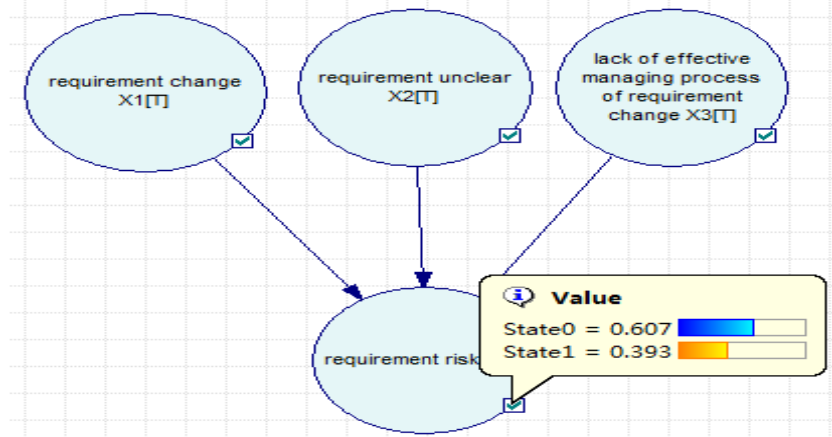 requirement change
X1[T]
requirement unclear
X2[T]
lack of effective
managing process
of requirement
change X3[T]
requirement risk
Value
State0 = 0.607
State1 = 0.393